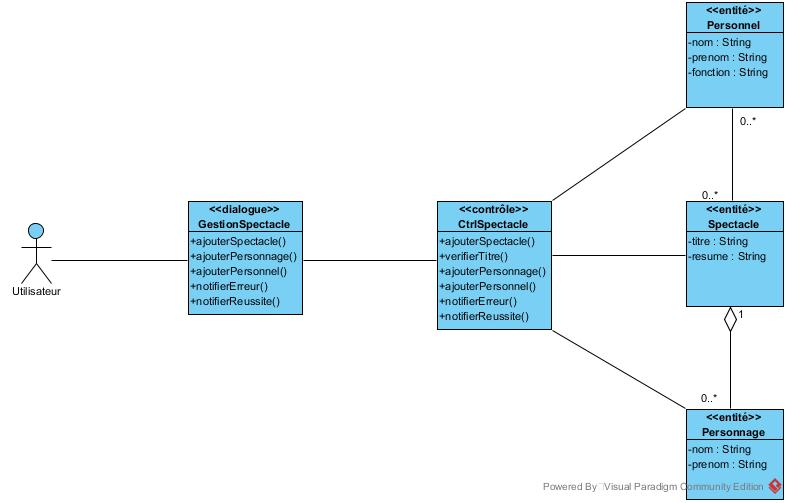 <<entité>>
Personnel
-nom : String
-prenom : String
-fonction : String
0..*
0..*
Utilisateur
<<dialogue>>
GestionSpectacle
+ajouterSpectacle()
+ajouterPersonnage()
+ajouterPersonnel()
+notifierErreur()
+notifierReussite()
<<contrôle>>
CtrlSpectacle
+ajouterSpectacle()
+verifierTitre()
+ajouterPersonnage()
+ajouterPersonnel()
+notifierErreur()
+notifierReussite()
<<entité>>
Spectacle
-titre : String
-resume : String
1
0..*
<<entité>>
Personnage
-nom : String
-prenom : String
Powered By Visual Paradigm Community Edition